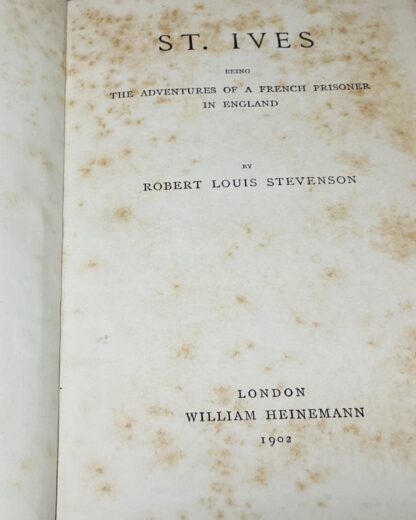 ST. IVES
BEING
THE ADVENTURES OF A FRENCH PRISONER
IN ENGLAND
BY
ROBERT LOUIS STEVENSON
LONDON
WILLIAM HEINEMANN
1902